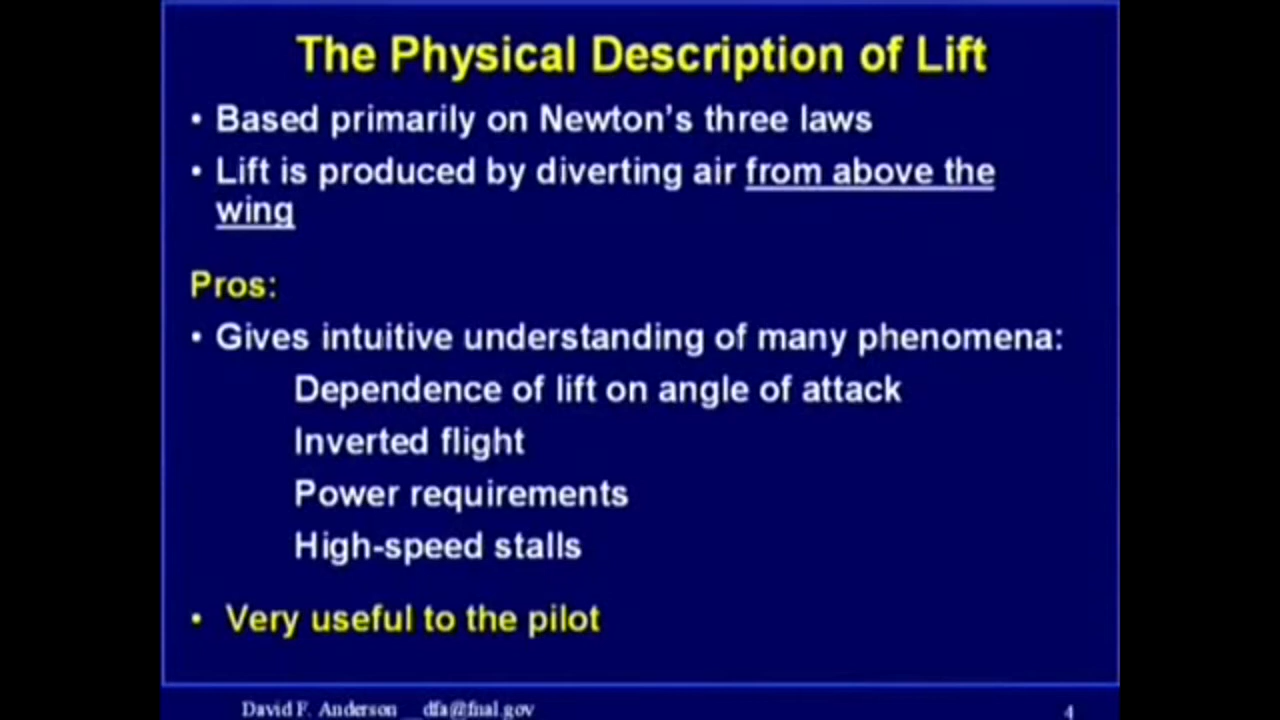 The Physical Description of Lift
• Based primarily on Newton's three laws
• Lift is produced by diverting air from above the
wing
Pros:
• Gives intuitive understanding of many phenomena:
Dependence of lift on angle of attack
Inverted flight
Power requirements
High-speed stalls
• Very useful to the pilot
David F. Anderson dfa@fnal.gov 4